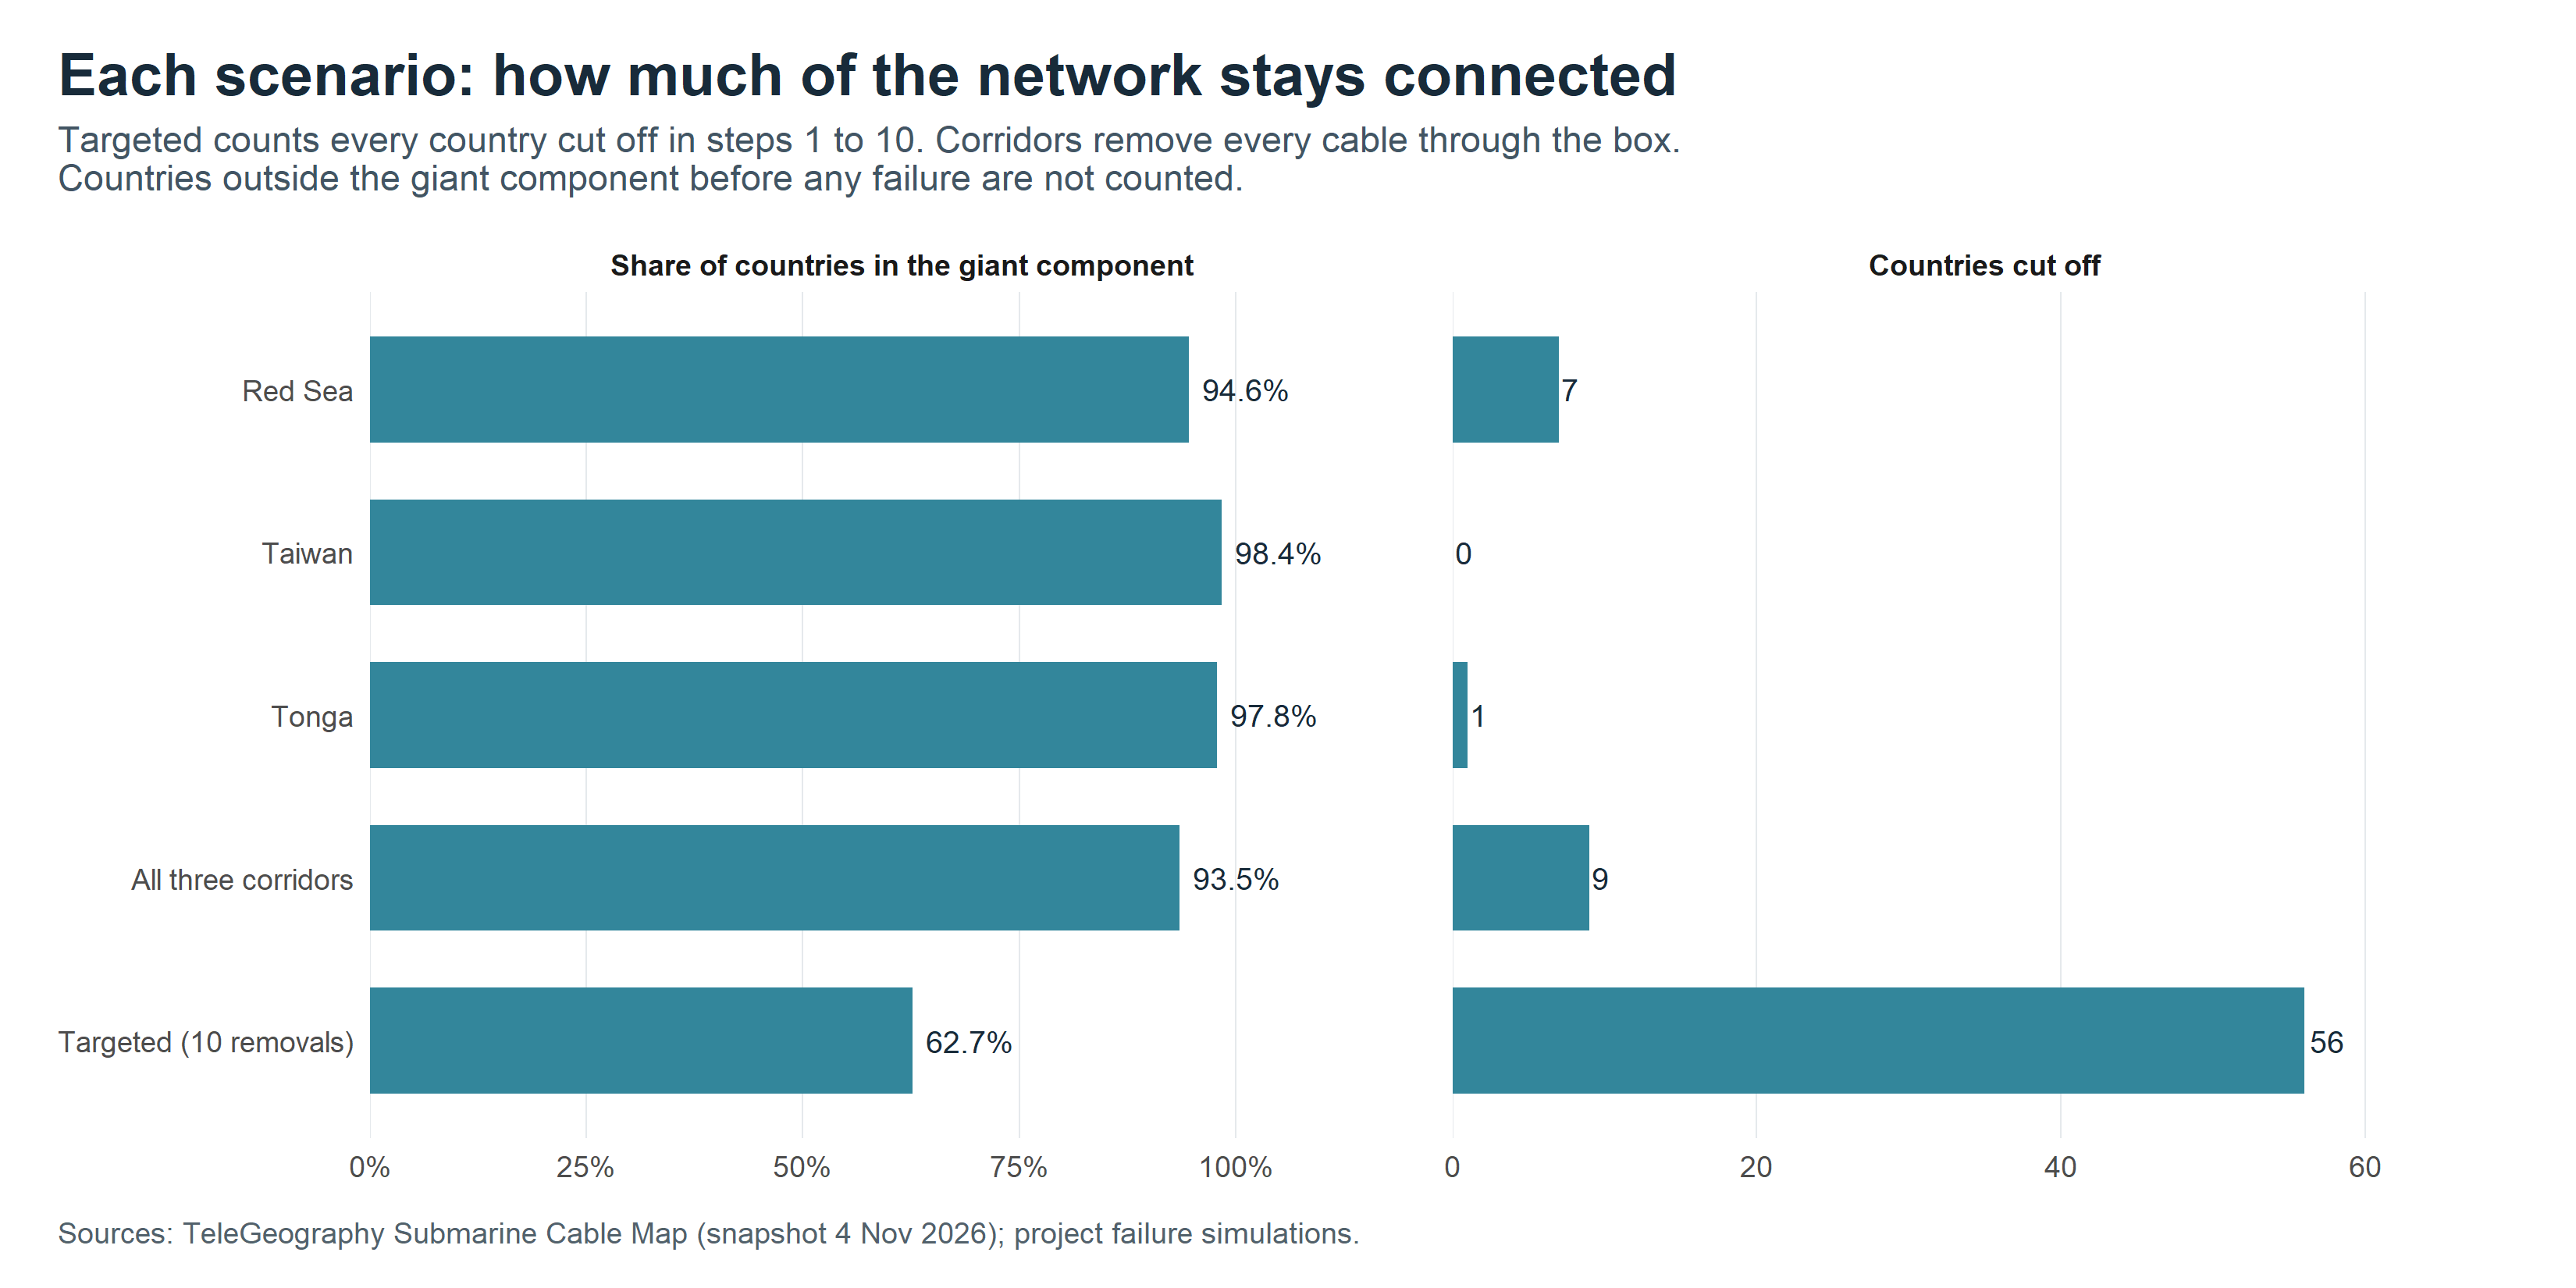 Each scenario: how much of the network stays connected
Targeted counts every country cut off in steps 1 to 10. Corridors remove every cable through the box.
Countries outside the giant component before any failure are not counted.
Share of countries in the giant component
Countries cut off
Red Sea
94.6%
7
Taiwan
98.4%
0
Tonga
97.8%
1
All three corridors
93.5%
9
Targeted (10 removals)
62.7%
56
0% 25% 50% 75% 100%
0 20 40 60
Sources: TeleGeography Submarine Cable Map (snapshot 4 Nov 2026); project failure simulations.